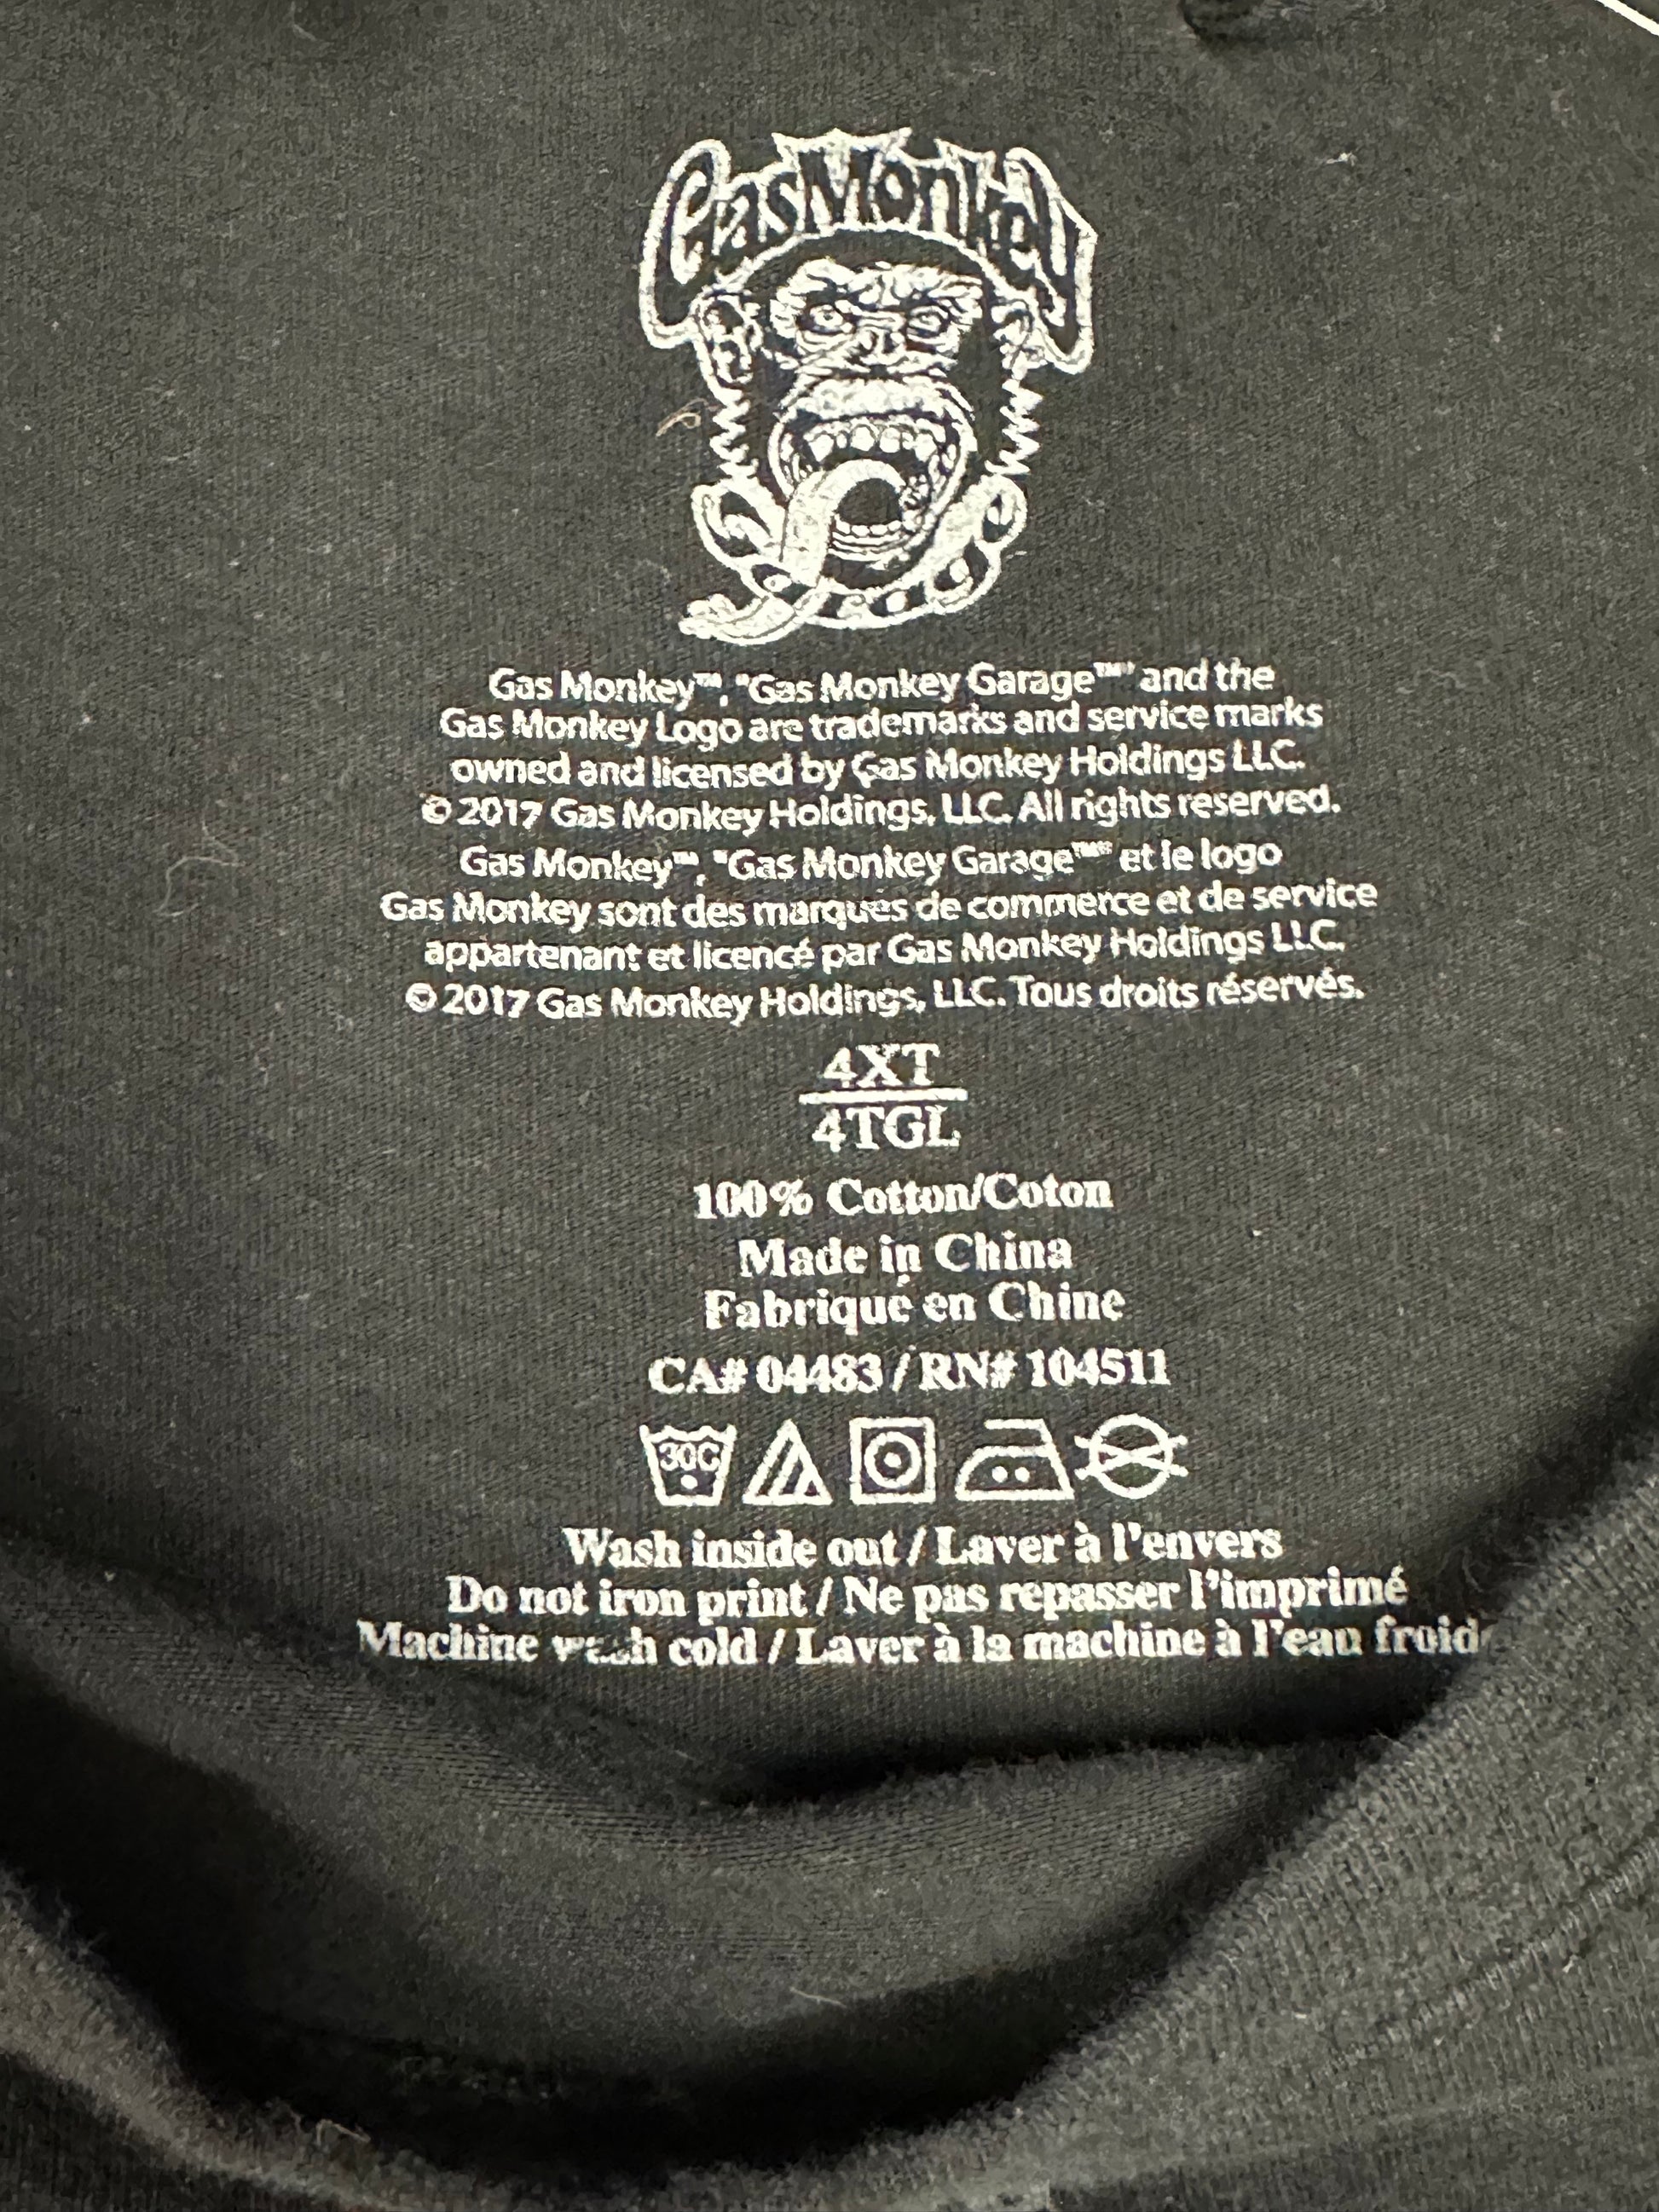 Gas Monkey
Gas Monkey™, "Gas Monkey Garage™" and the
Gas Monkey Logo are trademarks and service marks
owned and licensed by Gas Monkey Holdings LLC.
© 2017 Gas Monkey Holdings, LLC. All rights reserved.
Gas Monkey™, "Gas Monkey Garage™" et le logo
Gas Monkey sont des marques de commerce et de service
appartenant et licencé par Gas Monkey Holdings LLC.
© 2017 Gas Monkey Holdings, LLC. Tous droits réservés.
4XT
4TGL
100% Cotton/Coton
Made in China
Fabriqué en Chine
CA# 04483 / RN# 104511
30C
Wash inside out / Laver à l'envers
Do not iron print / Ne pas repasser l'imprimé
Machine wash cold / Laver à la machine à l'eau froide